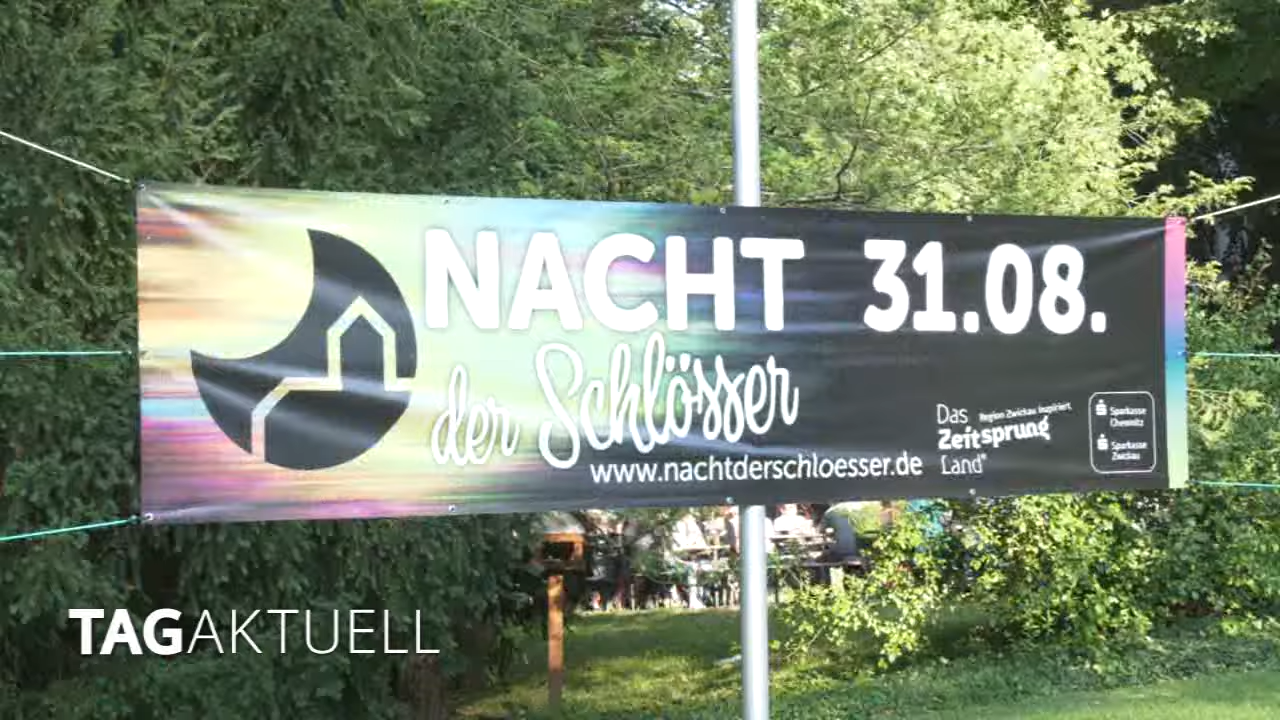 NACHT 31.08.
der Schlösser
www.nachtderschloesser.de
Das Region Zwickau inspiriert
Zeitsprung
Land®
Sparkasse
Chemnitz
Sparkasse
Zwickau
TAGAKTUELL